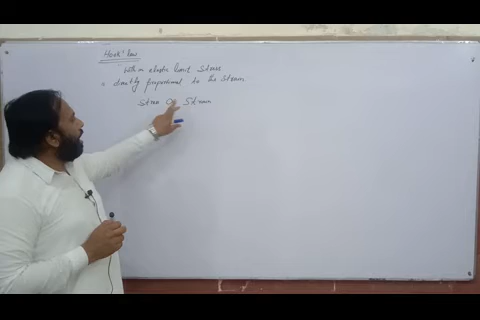 Hook' law
with in elastic limit stress
is directly proportional to the strain
stress ∝ strain